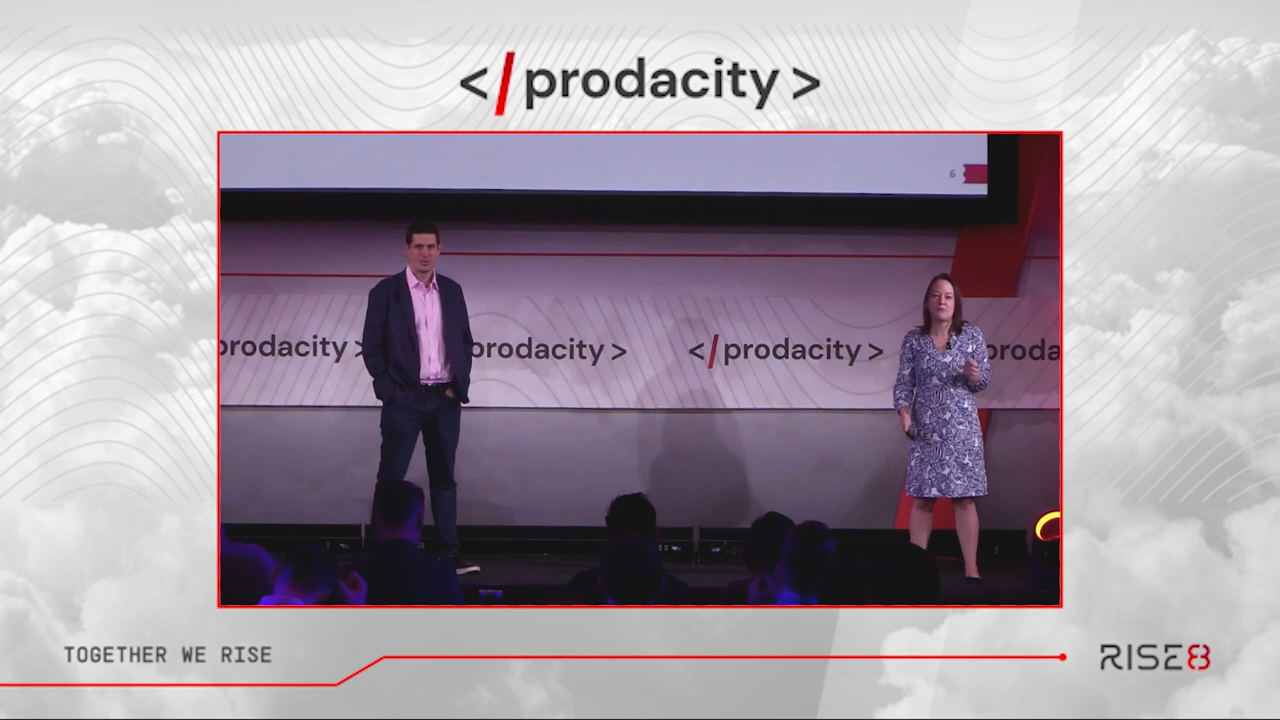 </prodacity>
6
prodacity >
prodacity >
</prodacity >
proda
TOGETHER WE RISE
RISE8